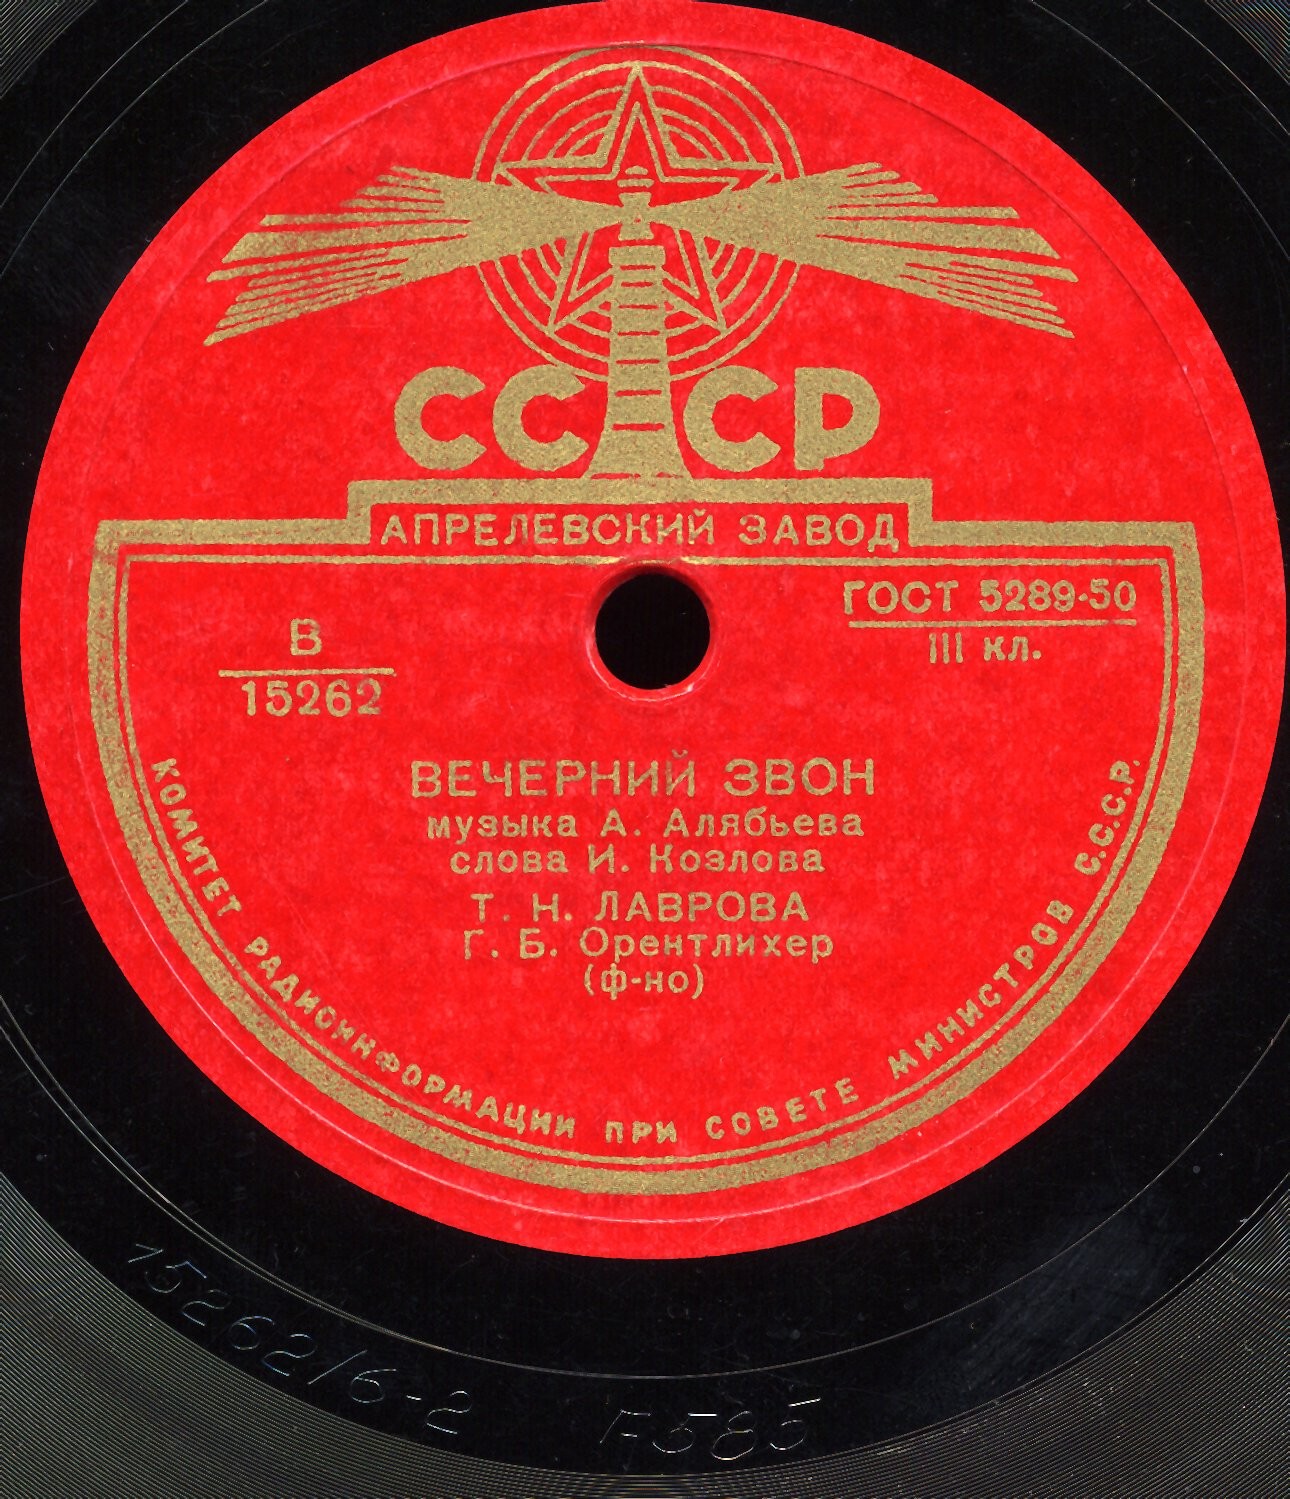 СССР
АПРЕЛЕВСКИЙ ЗАВОД
ГОСТ 5289-50
III кл.
В
15262
ВЕЧЕРНИЙ ЗВОН
музыка А. Алябьева
слова И. Козлова
Т. Н. ЛАВРОВА
Г. Б. Орентлихер
(ф-но)
КОМИТЕТ РАДИОИНФОРМАЦИИ ПРИ СОВЕТЕ МИНИСТРОВ С.С.С.Р.
15262/6-2 F585